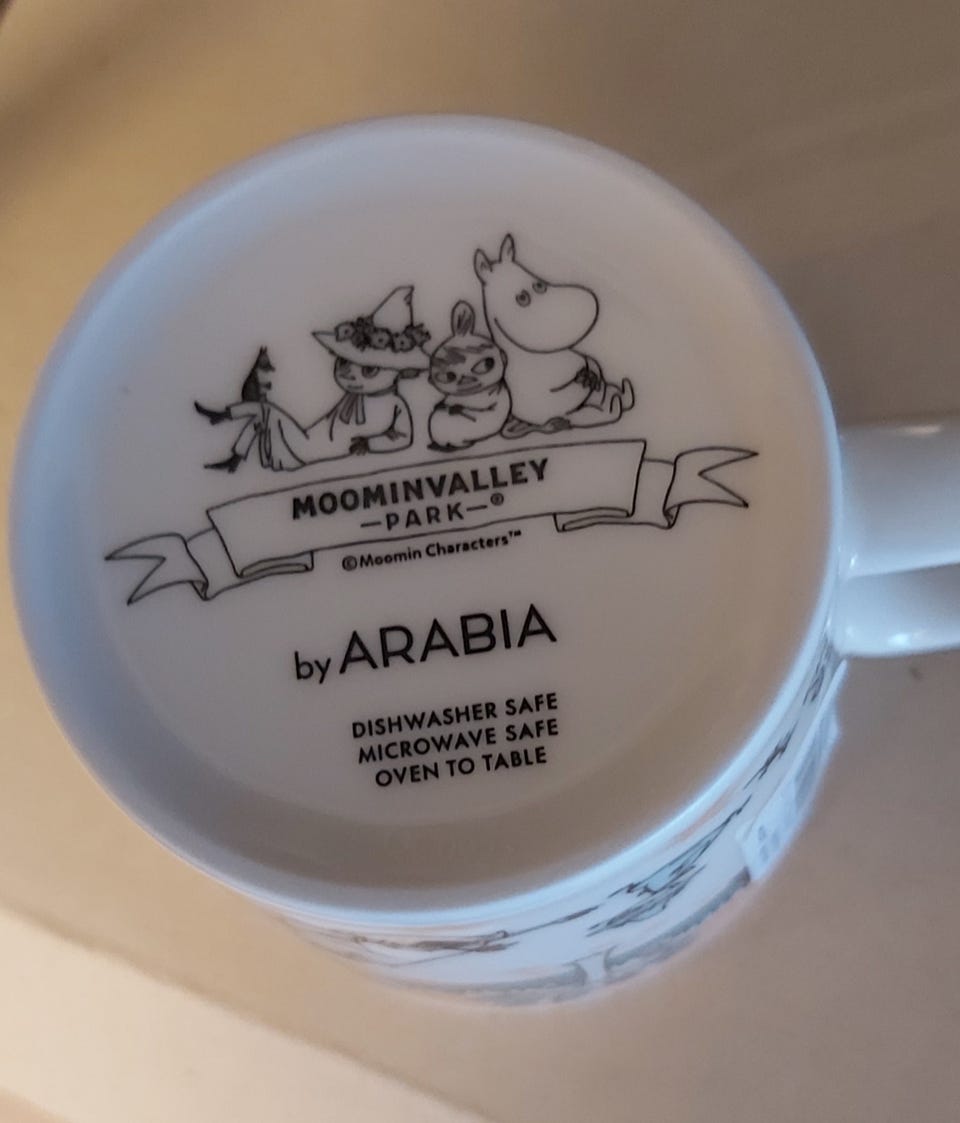 MOOMINVALLEY
—PARK—®
©Moomin Characters™
by ARABIA
DISHWASHER SAFE
MICROWAVE SAFE
OVEN TO TABLE